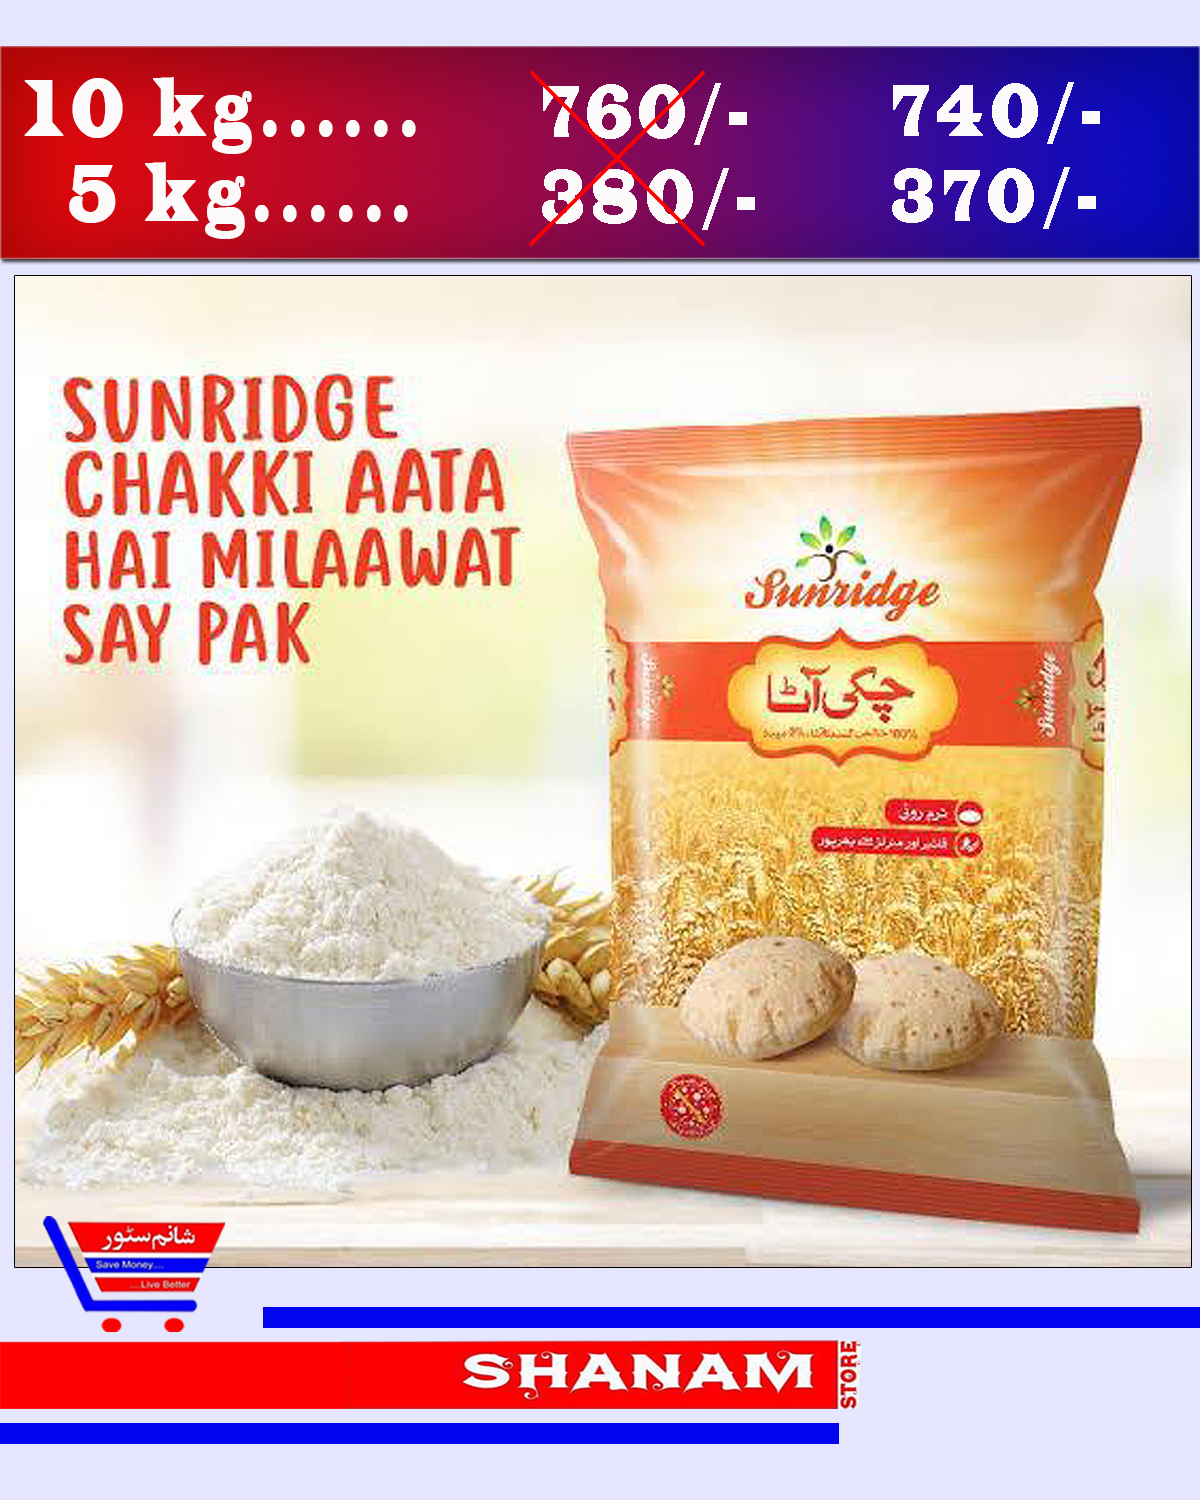 10 kg...... 760/- 740/-
5 kg...... 380/- 370/-
SUNRIDGE
CHAKKI AATA
HAI MILAAWAT
SAY PAK
Sunridge
چکی آٹا
Sunridge
نرم روٹی
شانم سٹور
Save Money....
....Live Better
SHANAM
STORE